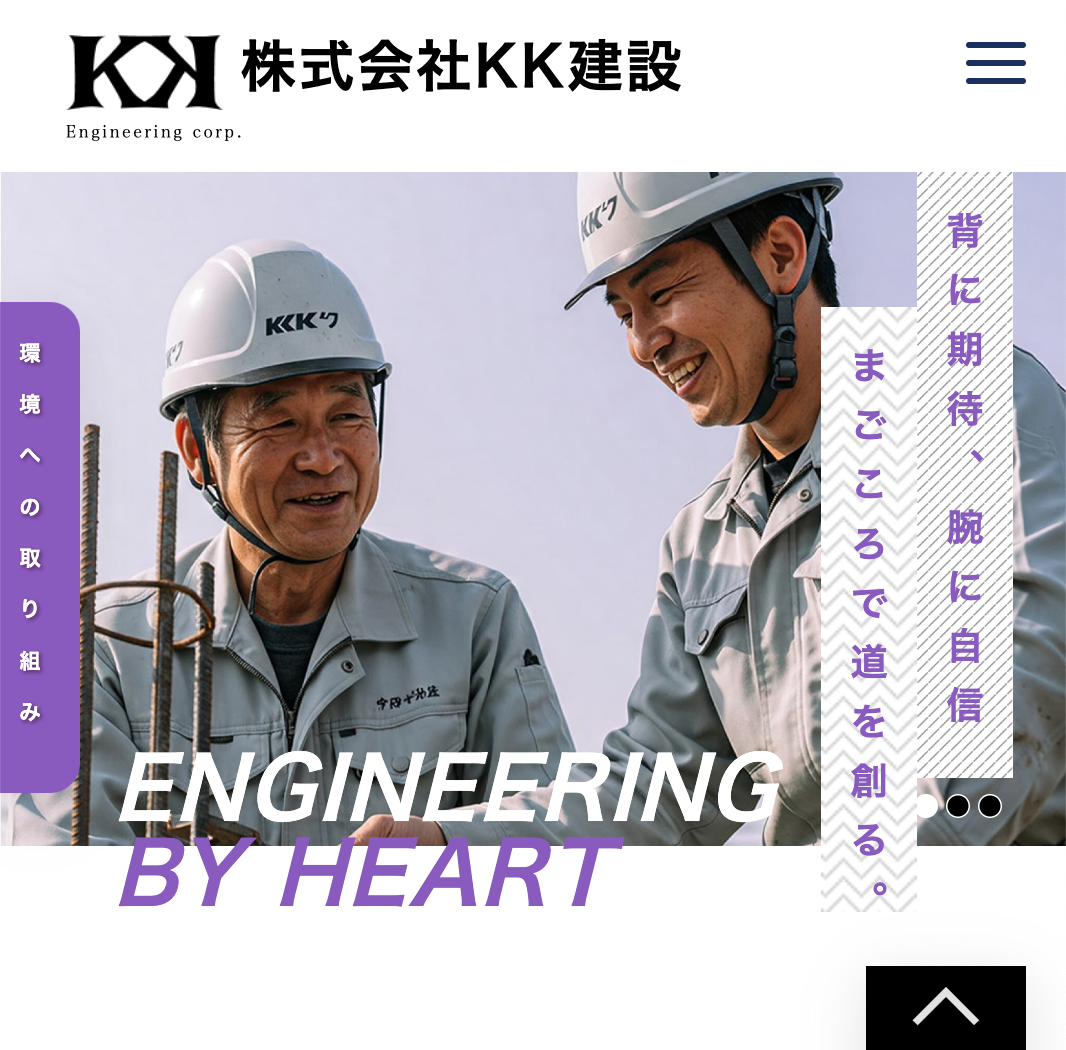 KK
株式会社KK建設
Engineering corp.
背に期待、腕に自信
まごころで道を創る。
環境への取り組み
ENGINEERING
BY HEART